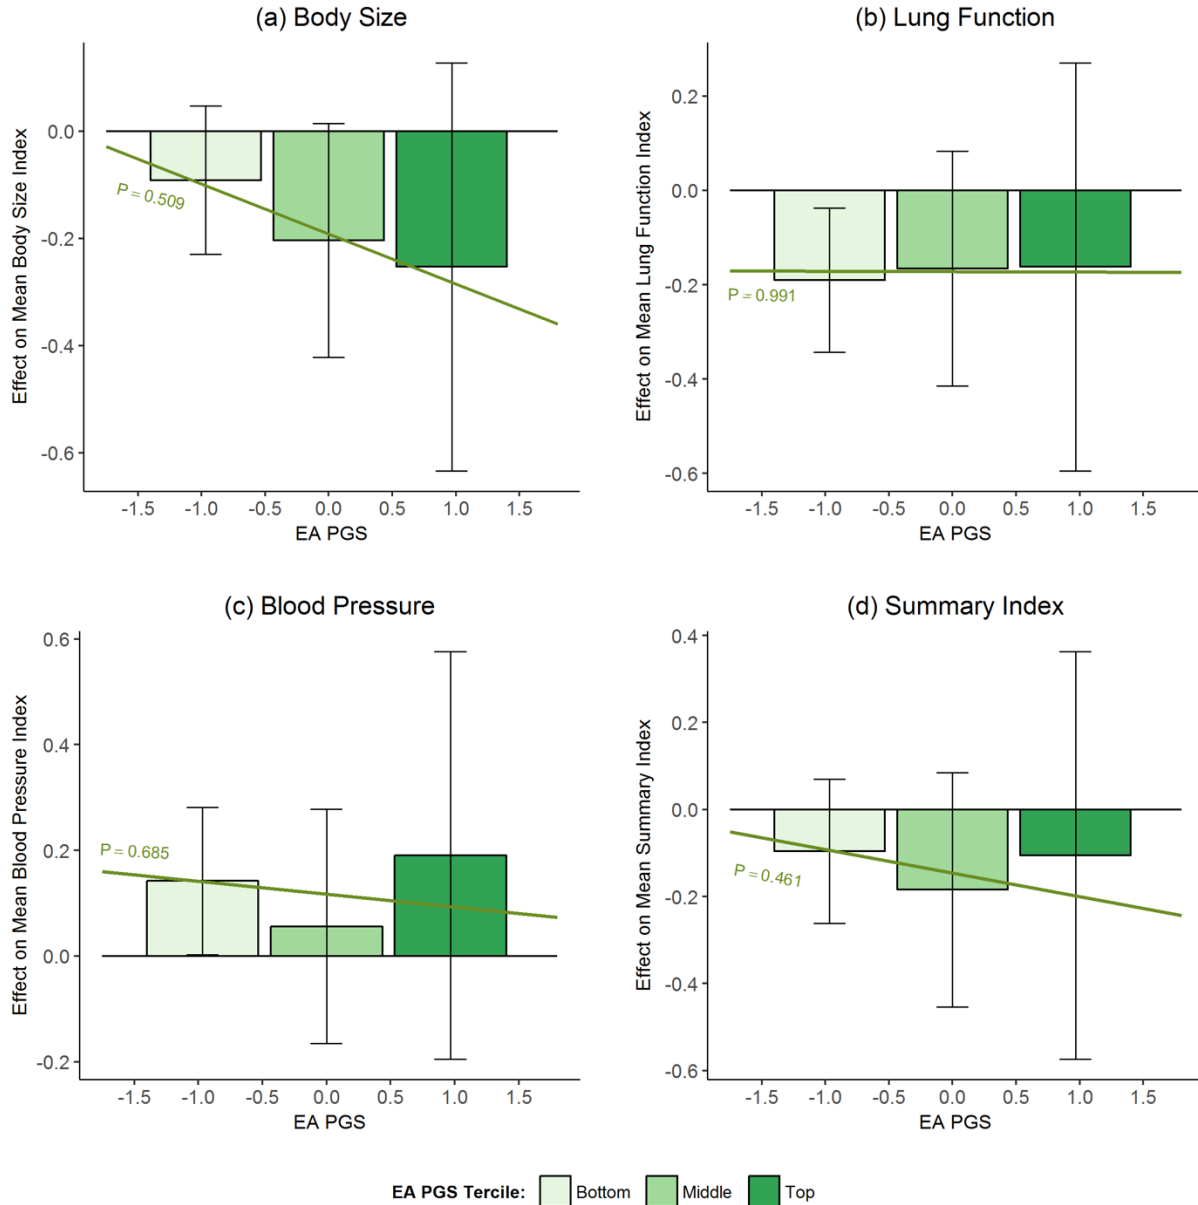 (a) Body Size
Effect on Mean Body Size Index
0.0
-0.2
-0.4
-0.6
P = 0.509
-1.5 -1.0 -0.5 0.0 0.5 1.0 1.5
EA PGS
(b) Lung Function
Effect on Mean Lung Function Index
0.2
0.0
-0.2
-0.4
-0.6
P = 0.991
-1.5 -1.0 -0.5 0.0 0.5 1.0 1.5
EA PGS
(c) Blood Pressure
Effect on Mean Blood Pressure Index
0.6
0.4
0.2
0.0
-0.2
P = 0.685
-1.5 -1.0 -0.5 0.0 0.5 1.0 1.5
EA PGS
(d) Summary Index
Effect on Mean Summary Index
0.4
0.2
0.0
-0.2
-0.4
-0.6
P = 0.461
-1.5 -1.0 -0.5 0.0 0.5 1.0 1.5
EA PGS
EA PGS Tercile: Bottom Middle Top